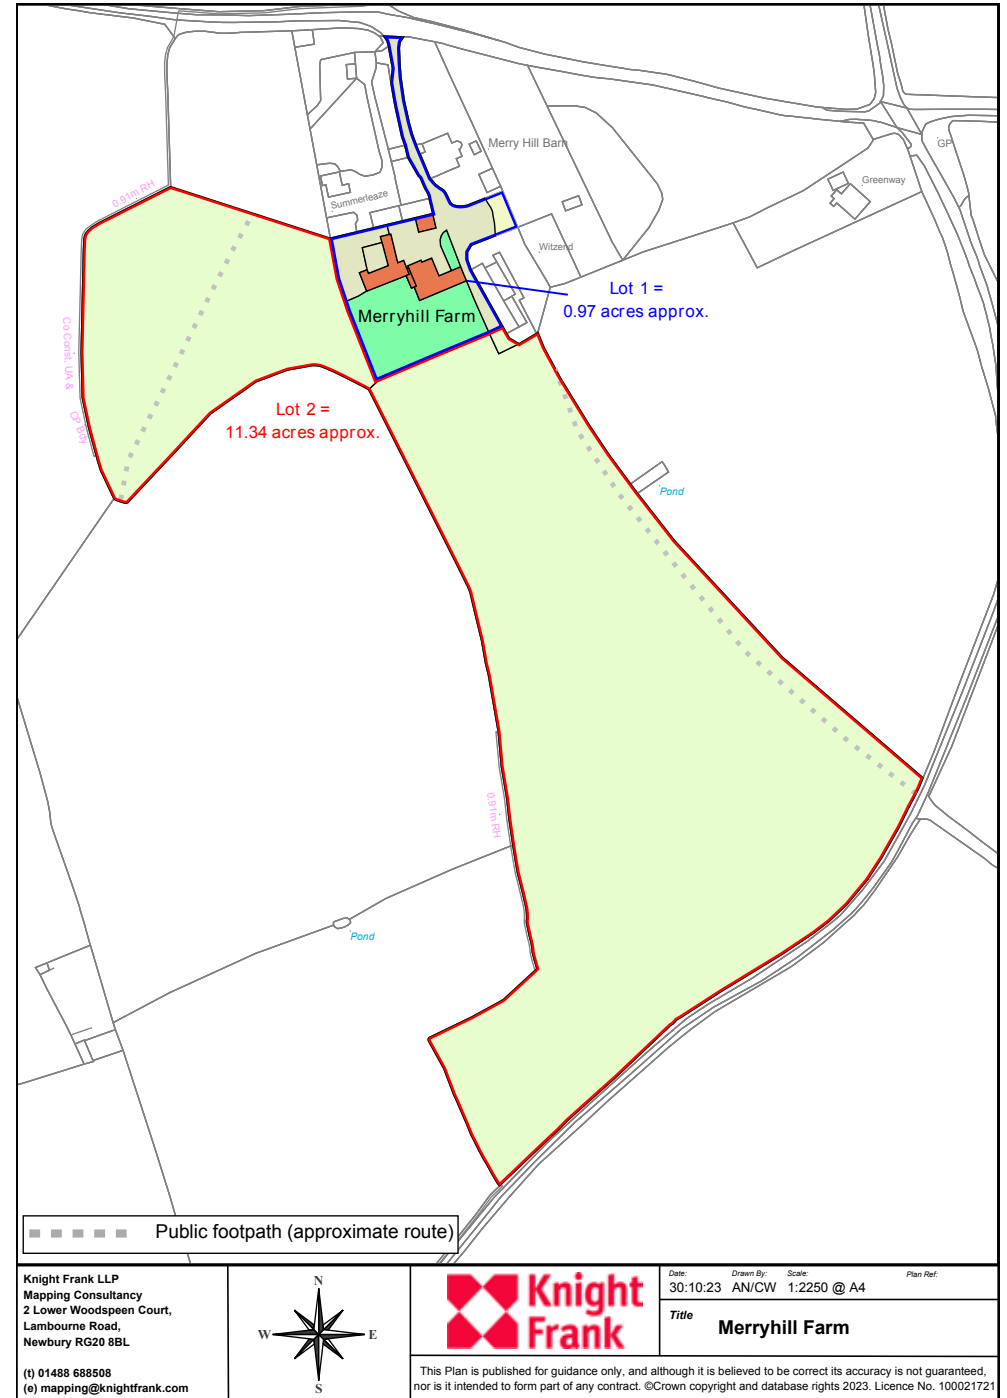 0.91m RH
Summerleaze
Merry Hill Barn
GP
Greenway
Witzend
Lot 1 =
0.97 acres approx.
Merryhill Farm
Co Const, UA &
CP Bdy
Lot 2 =
11.34 acres approx.
Pond
0.91m RH
Pond
Public footpath (approximate route)
Knight Frank LLP
Mapping Consultancy
2 Lower Woodspeen Court,
Lambourne Road,
Newbury RG20 8BL
(t) 01488 688508
(e) mapping@knightfrank.com
N
W E
S
Knight
Frank
Date: Drawn By: Scale: Plan Ref:
30:10:23 AN/CW 1:2250 @ A4
Title
Merryhill Farm
This Plan is published for guidance only, and although it is believed to be correct its accuracy is not guaranteed,
nor is it intended to form part of any contract. ©Crown copyright and database rights 2023. Licence No. 100021721